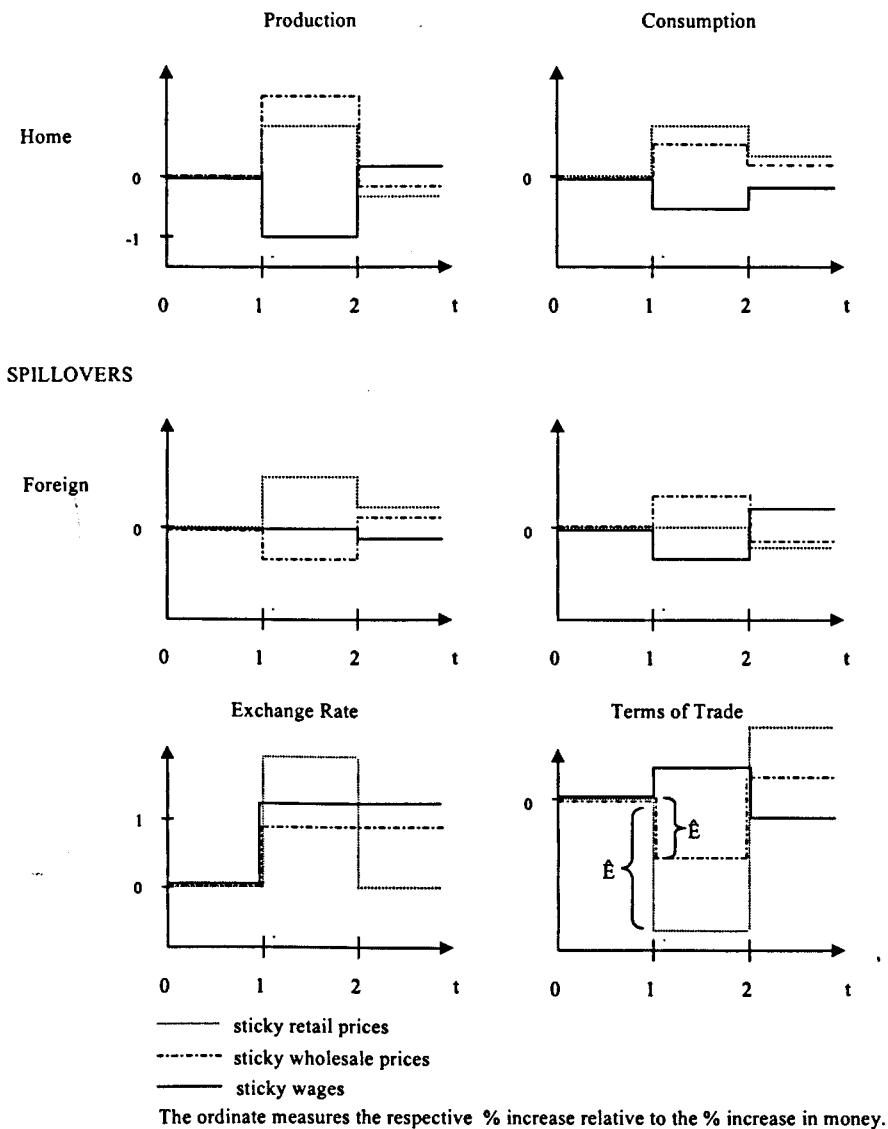 Production
Consumption
Home
0
-1
0 1 2 t
0
0 1 2 t
SPILLOVERS
Foreign
0
0 1 2 t
0
0 1 2 t
Exchange Rate
Terms of Trade
1
0
0 1 2 t
0
Ê
Ê
0 1 2 t
sticky retail prices
sticky wholesale prices
sticky wages
The ordinate measures the respective % increase relative to the % increase in money.